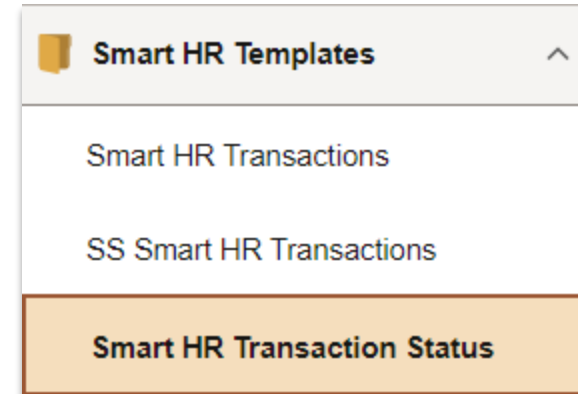 Smart HR Templates
Smart HR Transactions
SS Smart HR Transactions
Smart HR Transaction Status